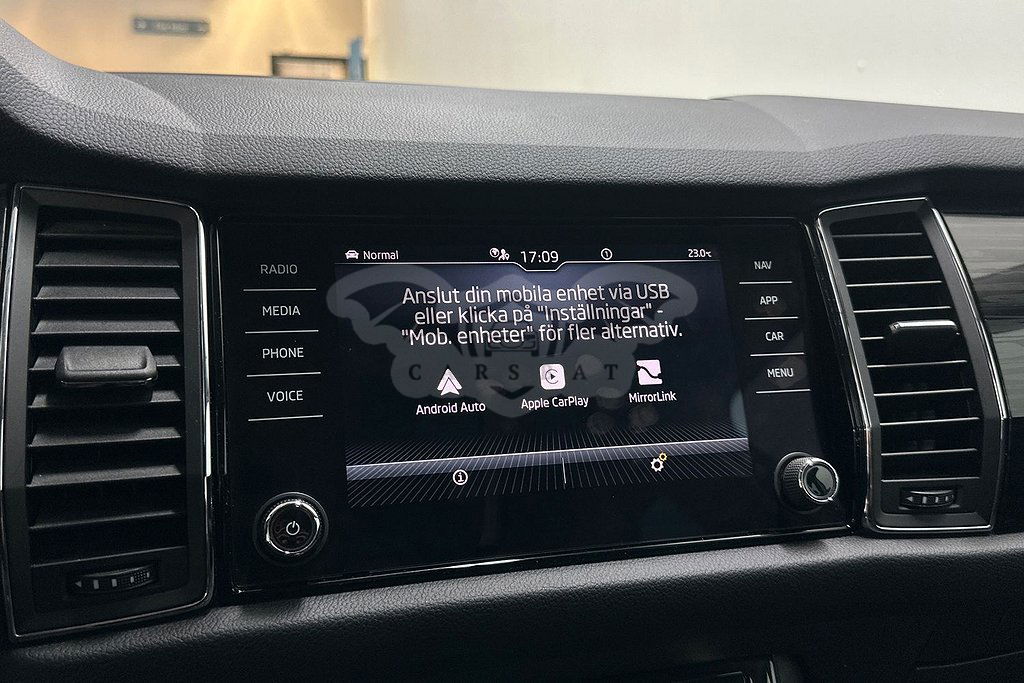 Normal
17:09
23.0°C
RADIO
MEDIA
PHONE
VOICE
Anslut din mobila enhet via USB
eller klicka på "Inställningar" -
"Mob. enheter" för fler alternativ.
Android Auto
Apple CarPlay
MirrorLink
NAV
APP
CAR
MENU